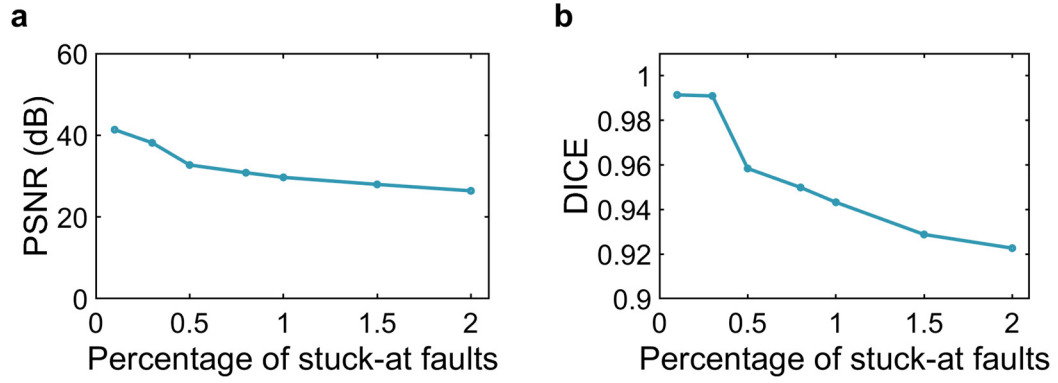 a
60
40
20
0
PSNR (dB)
0 0.5 1 1.5 2
Percentage of stuck-at faults
b
1
0.98
0.96
0.94
0.92
0.9
DICE
0 0.5 1 1.5 2
Percentage of stuck-at faults